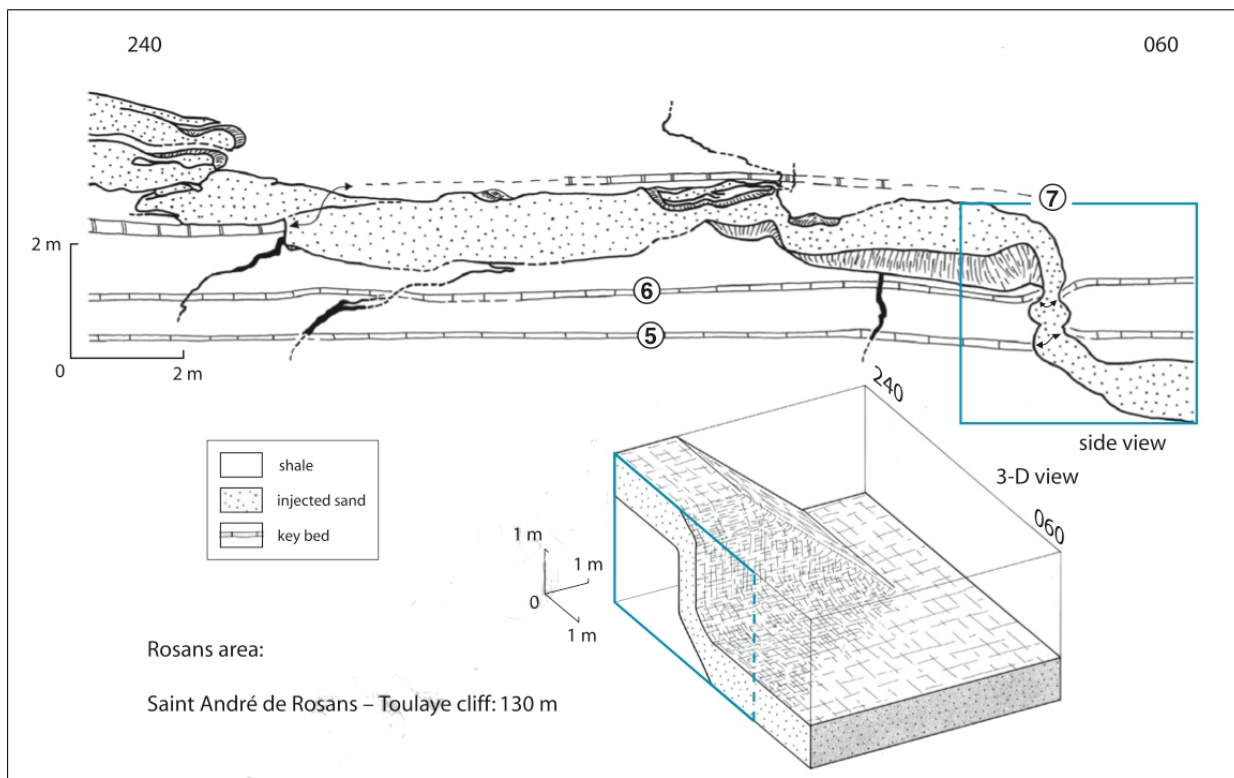 240
060
7
2 m
6
5
0
2 m
side view
240
3-D view
060
shale
injected sand
key bed
1 m
1 m
0
1 m
Rosans area:
Saint André de Rosans – Toulaye cliff: 130 m